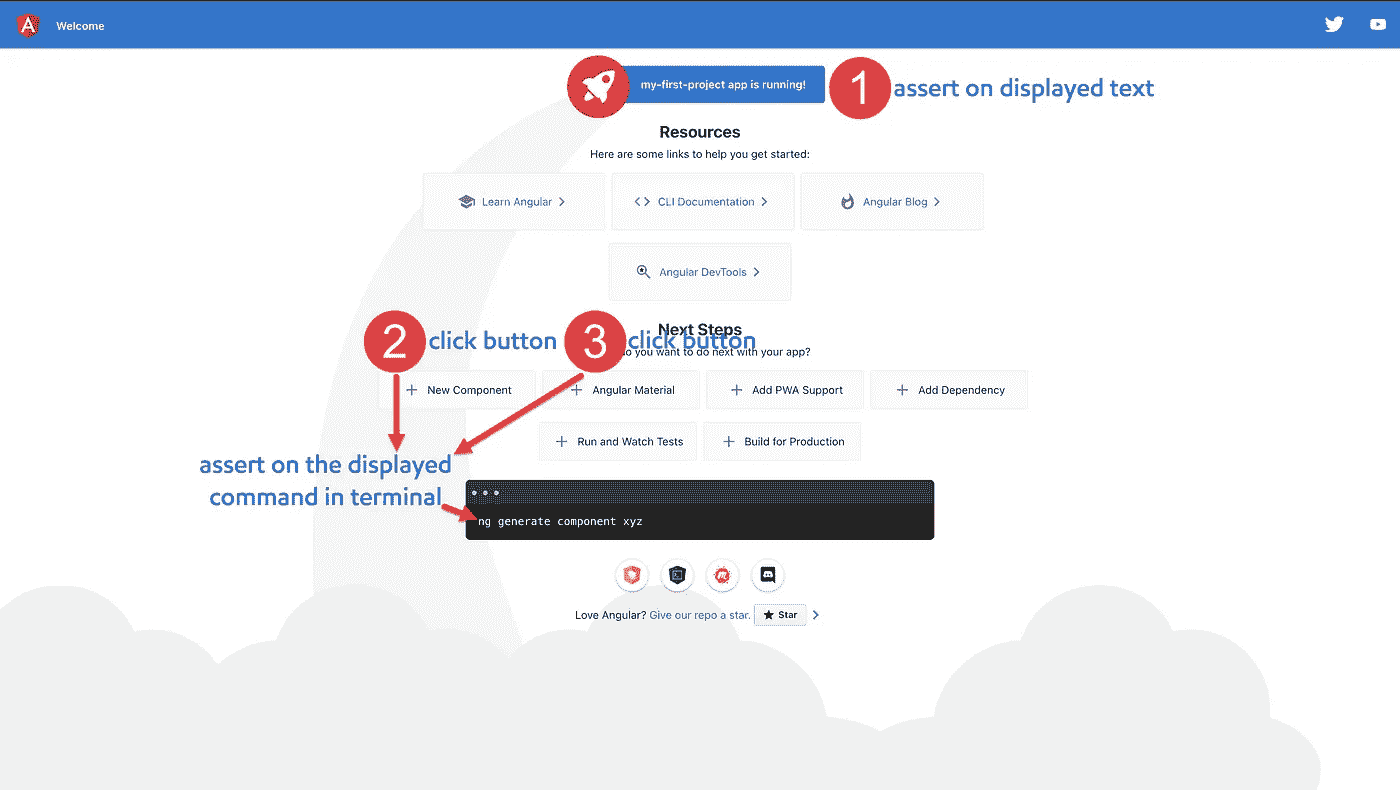 Welcome
my-first-project app is running!
1 assert on displayed text
Resources
Here are some links to help you get started:
Learn Angular
CLI Documentation
Angular Blog
Angular DevTools
Next Steps
2 click button
3 click button
do you want to do next with your app?
New Component
Angular Material
Add PWA Support
Add Dependency
Run and Watch Tests
Build for Production
assert on the displayed
command in terminal
ng generate component xyz
Love Angular? Give our repo a star. Star